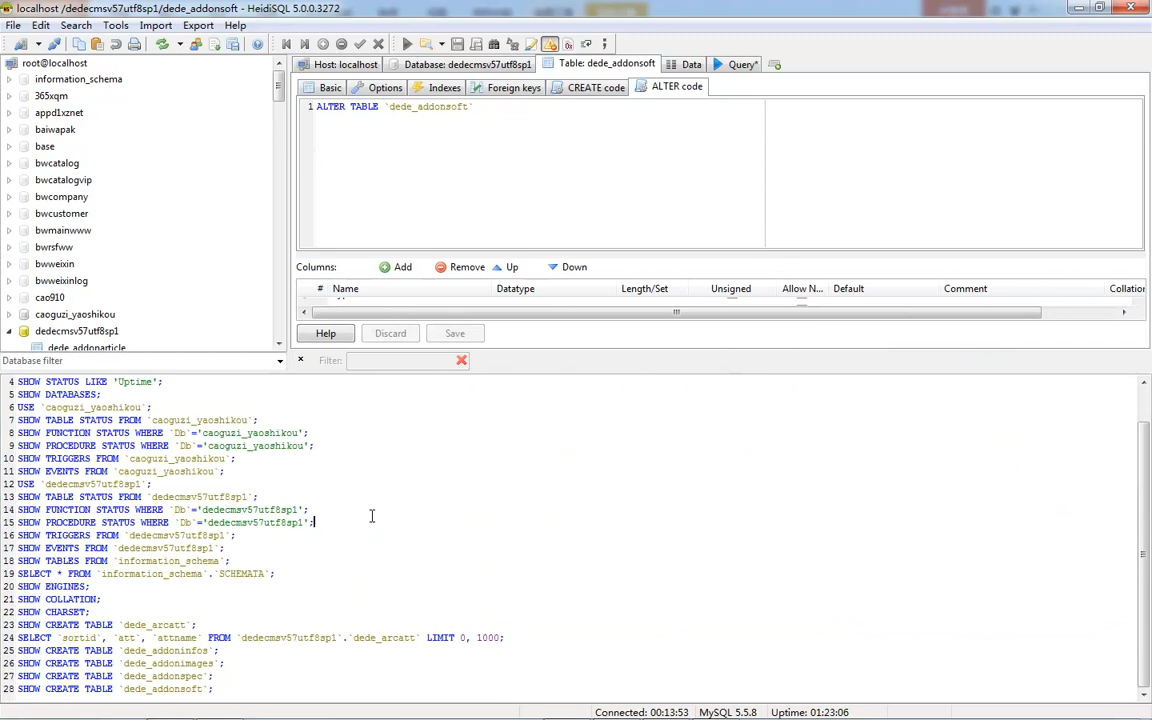 localhost /dedecmsv57utf8sp1/dede_addonsoft - HeidiSQL 5.0.0.3272
File Edit Search Tools Import Export Help
root@localhost
information_schema
365xqm
appd1xznet
baiwapak
base
bwcatalog
bwcatalogvip
bwcompany
bwcustomer
bwmainwww
bwrsfww
bwweixin
bwweixinlog
cao910
caoguzi_yaoshikou
dedecmsv57utf8sp1
dede_addonarticle
Host: localhost Database: dedecmsv57utf8sp1 Table: dede_addonsoft Data Query*
Basic Options Indexes Foreign keys CREATE code ALTER code
1 ALTER TABLE `dede_addonsoft`
Columns: Add Remove Up Down
# Name Datatype Length/Set Unsigned Allow N... Default Comment Collation
Help Discard Save
Database filter Filter:
4 SHOW STATUS LIKE 'Uptime';
5 SHOW DATABASES;
6 USE `caoguzi_yaoshikou`;
7 SHOW TABLE STATUS FROM `caoguzi_yaoshikou`;
8 SHOW FUNCTION STATUS WHERE `Db`='caoguzi_yaoshikou';
9 SHOW PROCEDURE STATUS WHERE `Db`='caoguzi_yaoshikou';
10 SHOW TRIGGERS FROM `caoguzi_yaoshikou`;
11 SHOW EVENTS FROM `caoguzi_yaoshikou`;
12 USE `dedecmsv57utf8sp1`;
13 SHOW TABLE STATUS FROM `dedecmsv57utf8sp1`;
14 SHOW FUNCTION STATUS WHERE `Db`='dedecmsv57utf8sp1';
15 SHOW PROCEDURE STATUS WHERE `Db`='dedecmsv57utf8sp1';
16 SHOW TRIGGERS FROM `dedecmsv57utf8sp1`;
17 SHOW EVENTS FROM `dedecmsv57utf8sp1`;
18 SHOW TABLES FROM `information_schema`;
19 SELECT * FROM `information_schema`.`SCHEMATA`;
20 SHOW ENGINES;
21 SHOW COLLATION;
22 SHOW CHARSET;
23 SHOW CREATE TABLE `dede_arcatt`;
24 SELECT `sortid`, `att`, `attname` FROM `dedecmsv57utf8sp1`.`dede_arcatt` LIMIT 0, 1000;
25 SHOW CREATE TABLE `dede_addoninfos`;
26 SHOW CREATE TABLE `dede_addonimages`;
27 SHOW CREATE TABLE `dede_addonspec`;
28 SHOW CREATE TABLE `dede_addonsoft`;
Connected: 00:13:53 MySQL 5.5.8 Uptime: 01:23:06